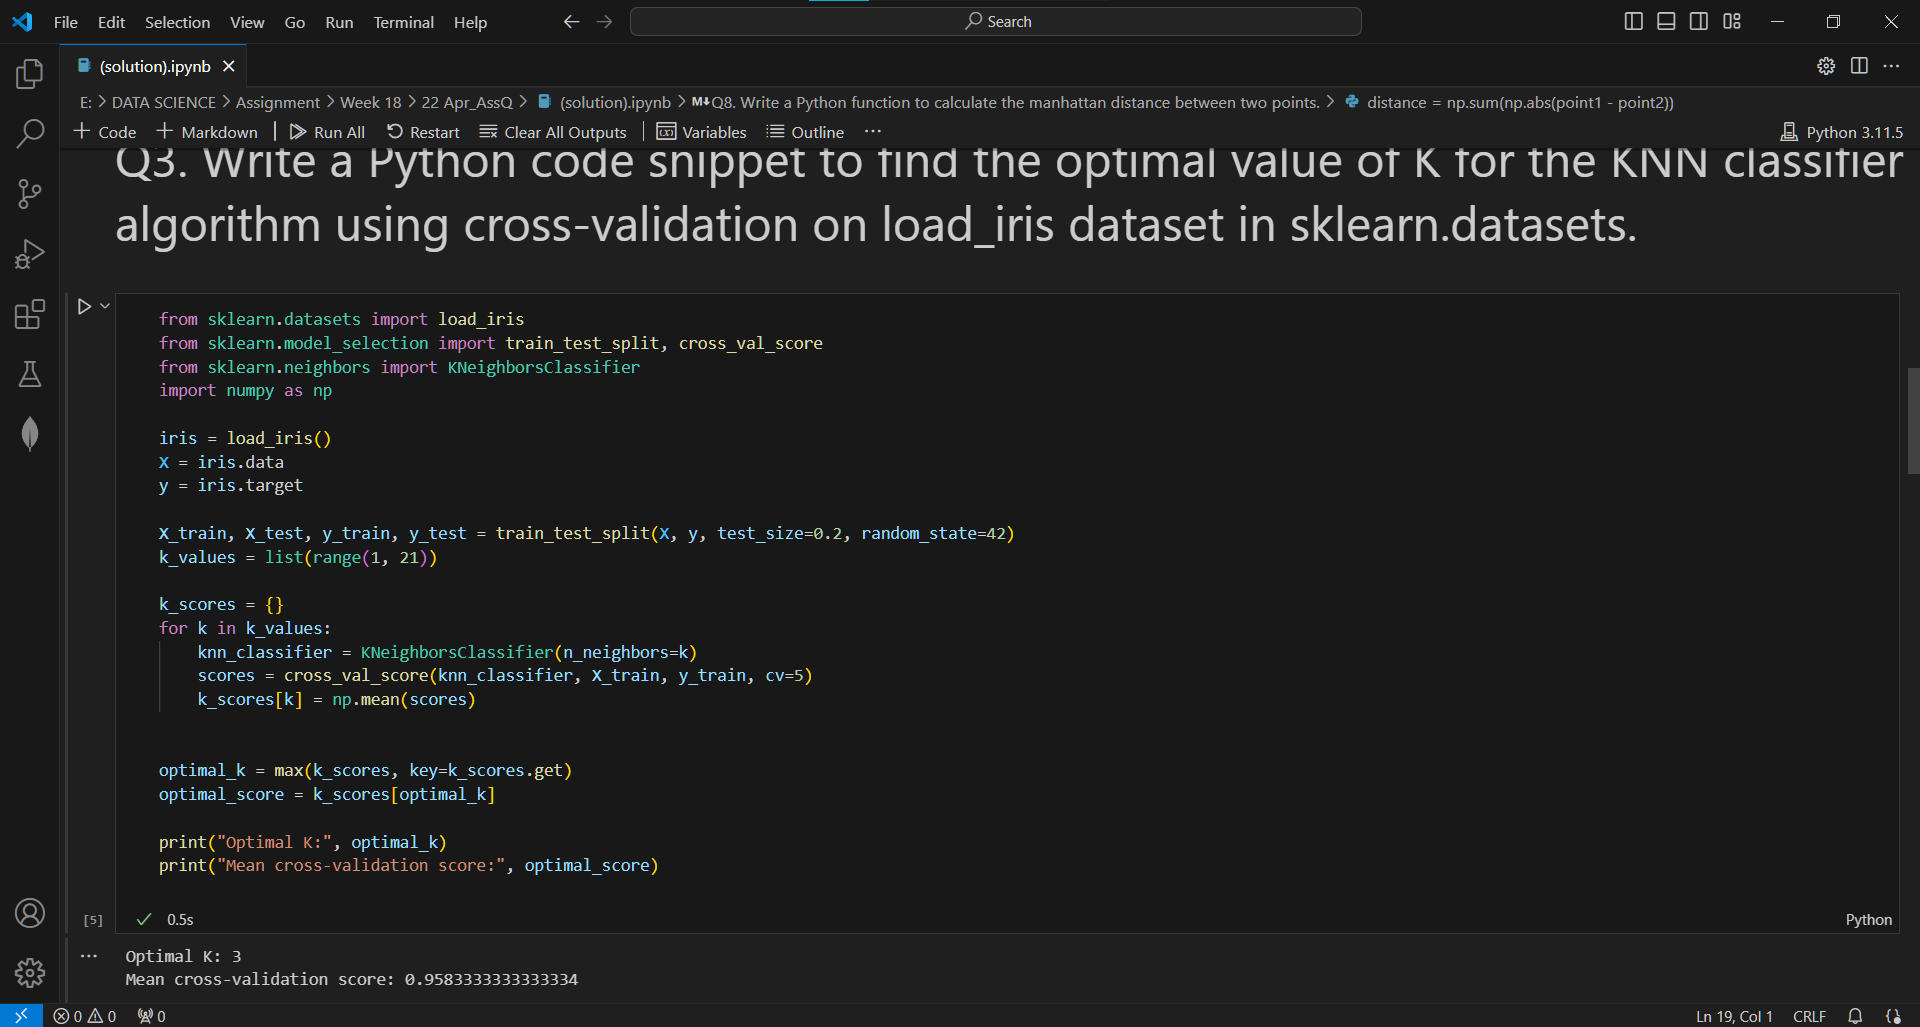 File Edit Selection View Go Run Terminal Help Search
(solution).ipynb
E: > DATA SCIENCE > Assignment > Week 18 > 22 Apr_AssQ > (solution).ipynb > M↓Q8. Write a Python function to calculate the manhattan distance between two points. > distance = np.sum(np.abs(point1 - point2))
+ Code + Markdown | Run All Restart Clear All Outputs | Variables Outline ... Python 3.11.5
Q3. Write a Python code snippet to find the optimal value of K for the KNN classifier
algorithm using cross-validation on load_iris dataset in sklearn.datasets.
from sklearn.datasets import load_iris
from sklearn.model_selection import train_test_split, cross_val_score
from sklearn.neighbors import KNeighborsClassifier
import numpy as np
iris = load_iris()
X = iris.data
y = iris.target
X_train, X_test, y_train, y_test = train_test_split(X, y, test_size=0.2, random_state=42)
k_values = list(range(1, 21))
k_scores = {}
for k in k_values:
    knn_classifier = KNeighborsClassifier(n_neighbors=k)
    scores = cross_val_score(knn_classifier, X_train, y_train, cv=5)
    k_scores[k] = np.mean(scores)
optimal_k = max(k_scores, key=k_scores.get)
optimal_score = k_scores[optimal_k]
print("Optimal K:", optimal_k)
print("Mean cross-validation score:", optimal_score)
[5] ✓ 0.5s Python
... Optimal K: 3
Mean cross-validation score: 0.9583333333333334
0 0 0 Ln 19, Col 1 CRLF